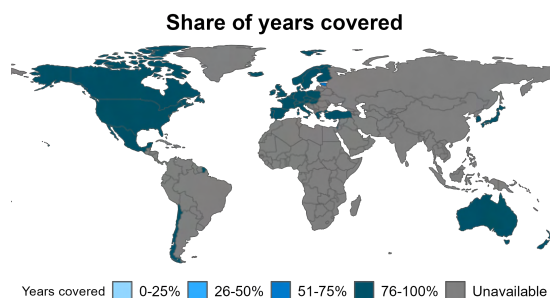 Share of years covered
Years covered 0-25% 26-50% 51-75% 76-100% Unavailable